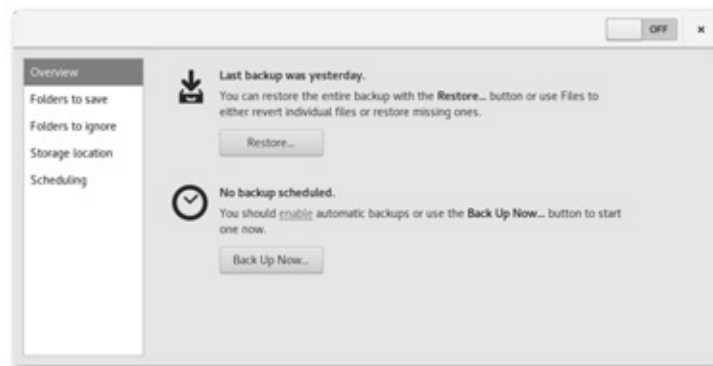 OFF ×
Overview
Folders to save
Folders to ignore
Storage location
Scheduling
Last backup was yesterday.
You can restore the entire backup with the Restore... button or use Files to
either revert individual files or restore missing ones.
Restore...
No backup scheduled.
You should enable automatic backups or use the Back Up Now... button to start
one now.
Back Up Now...